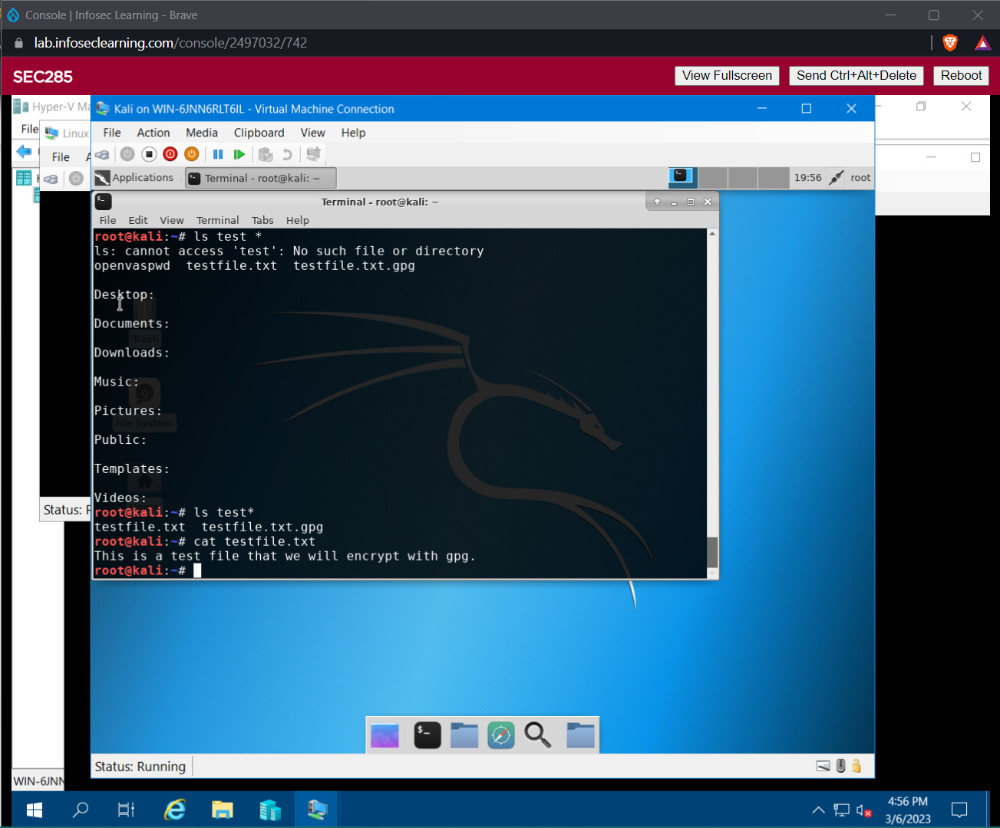 Console | Infosec Learning - Brave
lab.infoseclearning.com/console/2497032/742
SEC285
View Fullscreen
Send Ctrl+Alt+Delete
Reboot
Hyper-V Ma
Kali on WIN-6JNN6RLT6IL - Virtual Machine Connection
File
Linux
File Action Media Clipboard View Help
File A
Applications
Terminal - root@kali: ~
19:56
root
Terminal - root@kali: ~
File Edit View Terminal Tabs Help
root@kali:~# ls test *
ls: cannot access 'test': No such file or directory
openvaspwd testfile.txt testfile.txt.gpg
Desktop:
Documents:
Trash
Downloads:
Music:
Pictures:
File System
Public:
Templates:
Videos:
root@kali:~# ls test*
testfile.txt testfile.txt.gpg
root@kali:~# cat testfile.txt
This is a test file that we will encrypt with gpg.
root@kali:~#
Status: R
Status: Running
WIN-6JNN
4:56 PM
3/6/2023